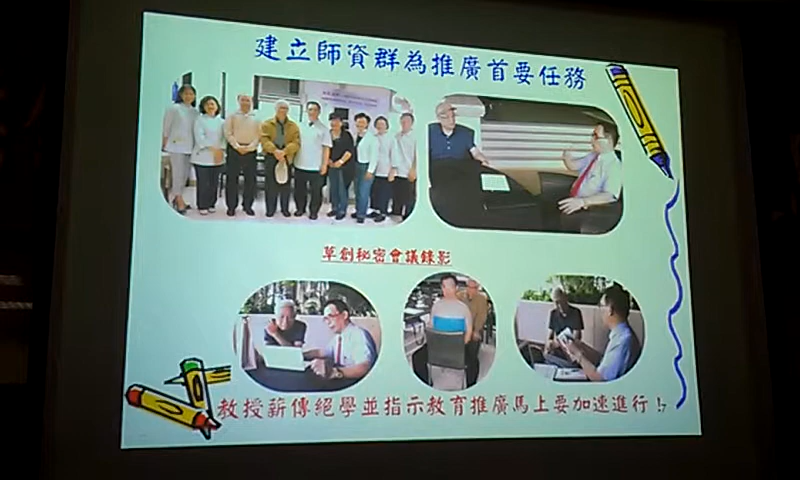 建立師資群為推廣首要任務
草創秘密會議錄影
教授薪傳絕學並指示教育推廣馬上要加速進行！